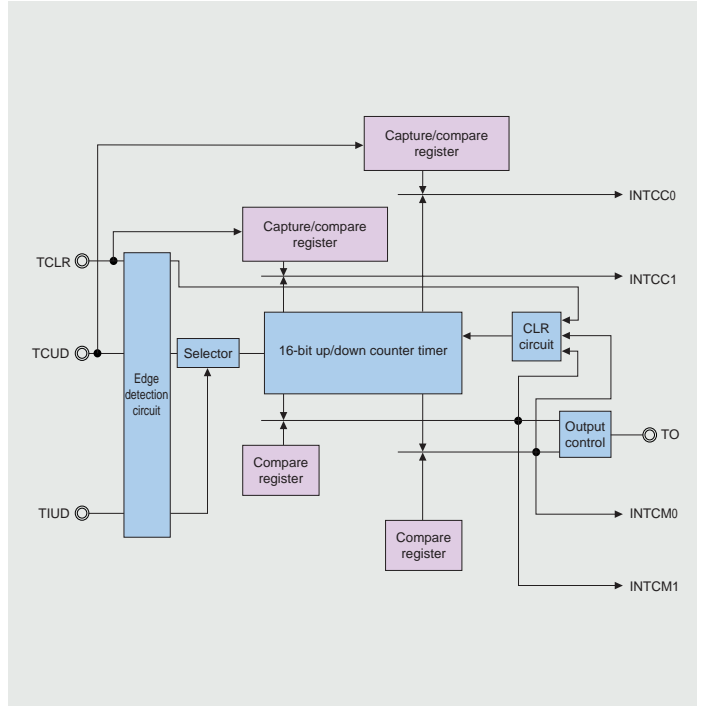 Capture/compare
register
INTCC0
Capture/compare
register
TCLR
INTCC1
CLR
circuit
TCUD
Selector
16-bit up/down counter timer
Edge
detection
circuit
Output
control
TO
Compare
register
TIUD
INTCM0
Compare
register
INTCM1